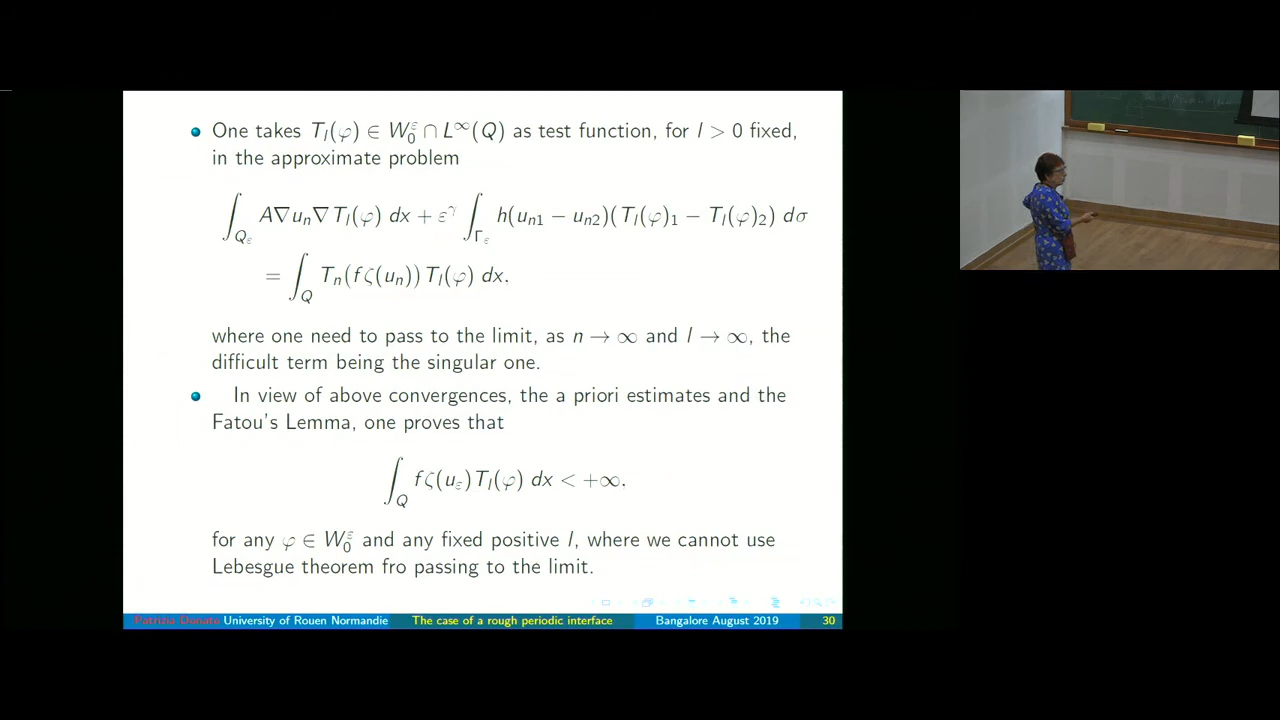 One takes T_l(φ) ∈ W_0^ε ∩ L^∞(Q) as test function, for l > 0 fixed,
in the approximate problem
∫_{Q_ε} A∇u_n∇T_l(φ) dx + ε^γ ∫_{Γ_ε} h(u_{n1} − u_{n2})(T_l(φ)_1 − T_l(φ)_2) dσ
= ∫_Q T_n(fζ(u_n)) T_l(φ) dx.
where one need to pass to the limit, as n → ∞ and l → ∞, the
difficult term being the singular one.
In view of above convergences, the a priori estimates and the
Fatou's Lemma, one proves that
∫_Q fζ(u_ε)T_l(φ) dx < +∞.
for any φ ∈ W_0^ε and any fixed positive l, where we cannot use
Lebesgue theorem fro passing to the limit.
Patrizia Donato University of Rouen Normandie The case of a rough periodic interface Bangalore August 2019 30